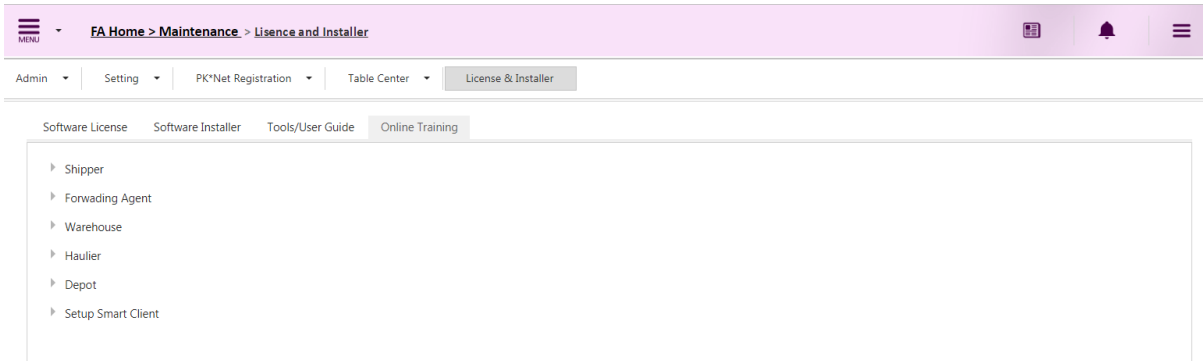 MENU FA Home > Maintenance > Lisence and Installer
Admin Setting PK*Net Registration Table Center License & Installer
Software License Software Installer Tools/User Guide Online Training
Shipper
Forwading Agent
Warehouse
Haulier
Depot
Setup Smart Client